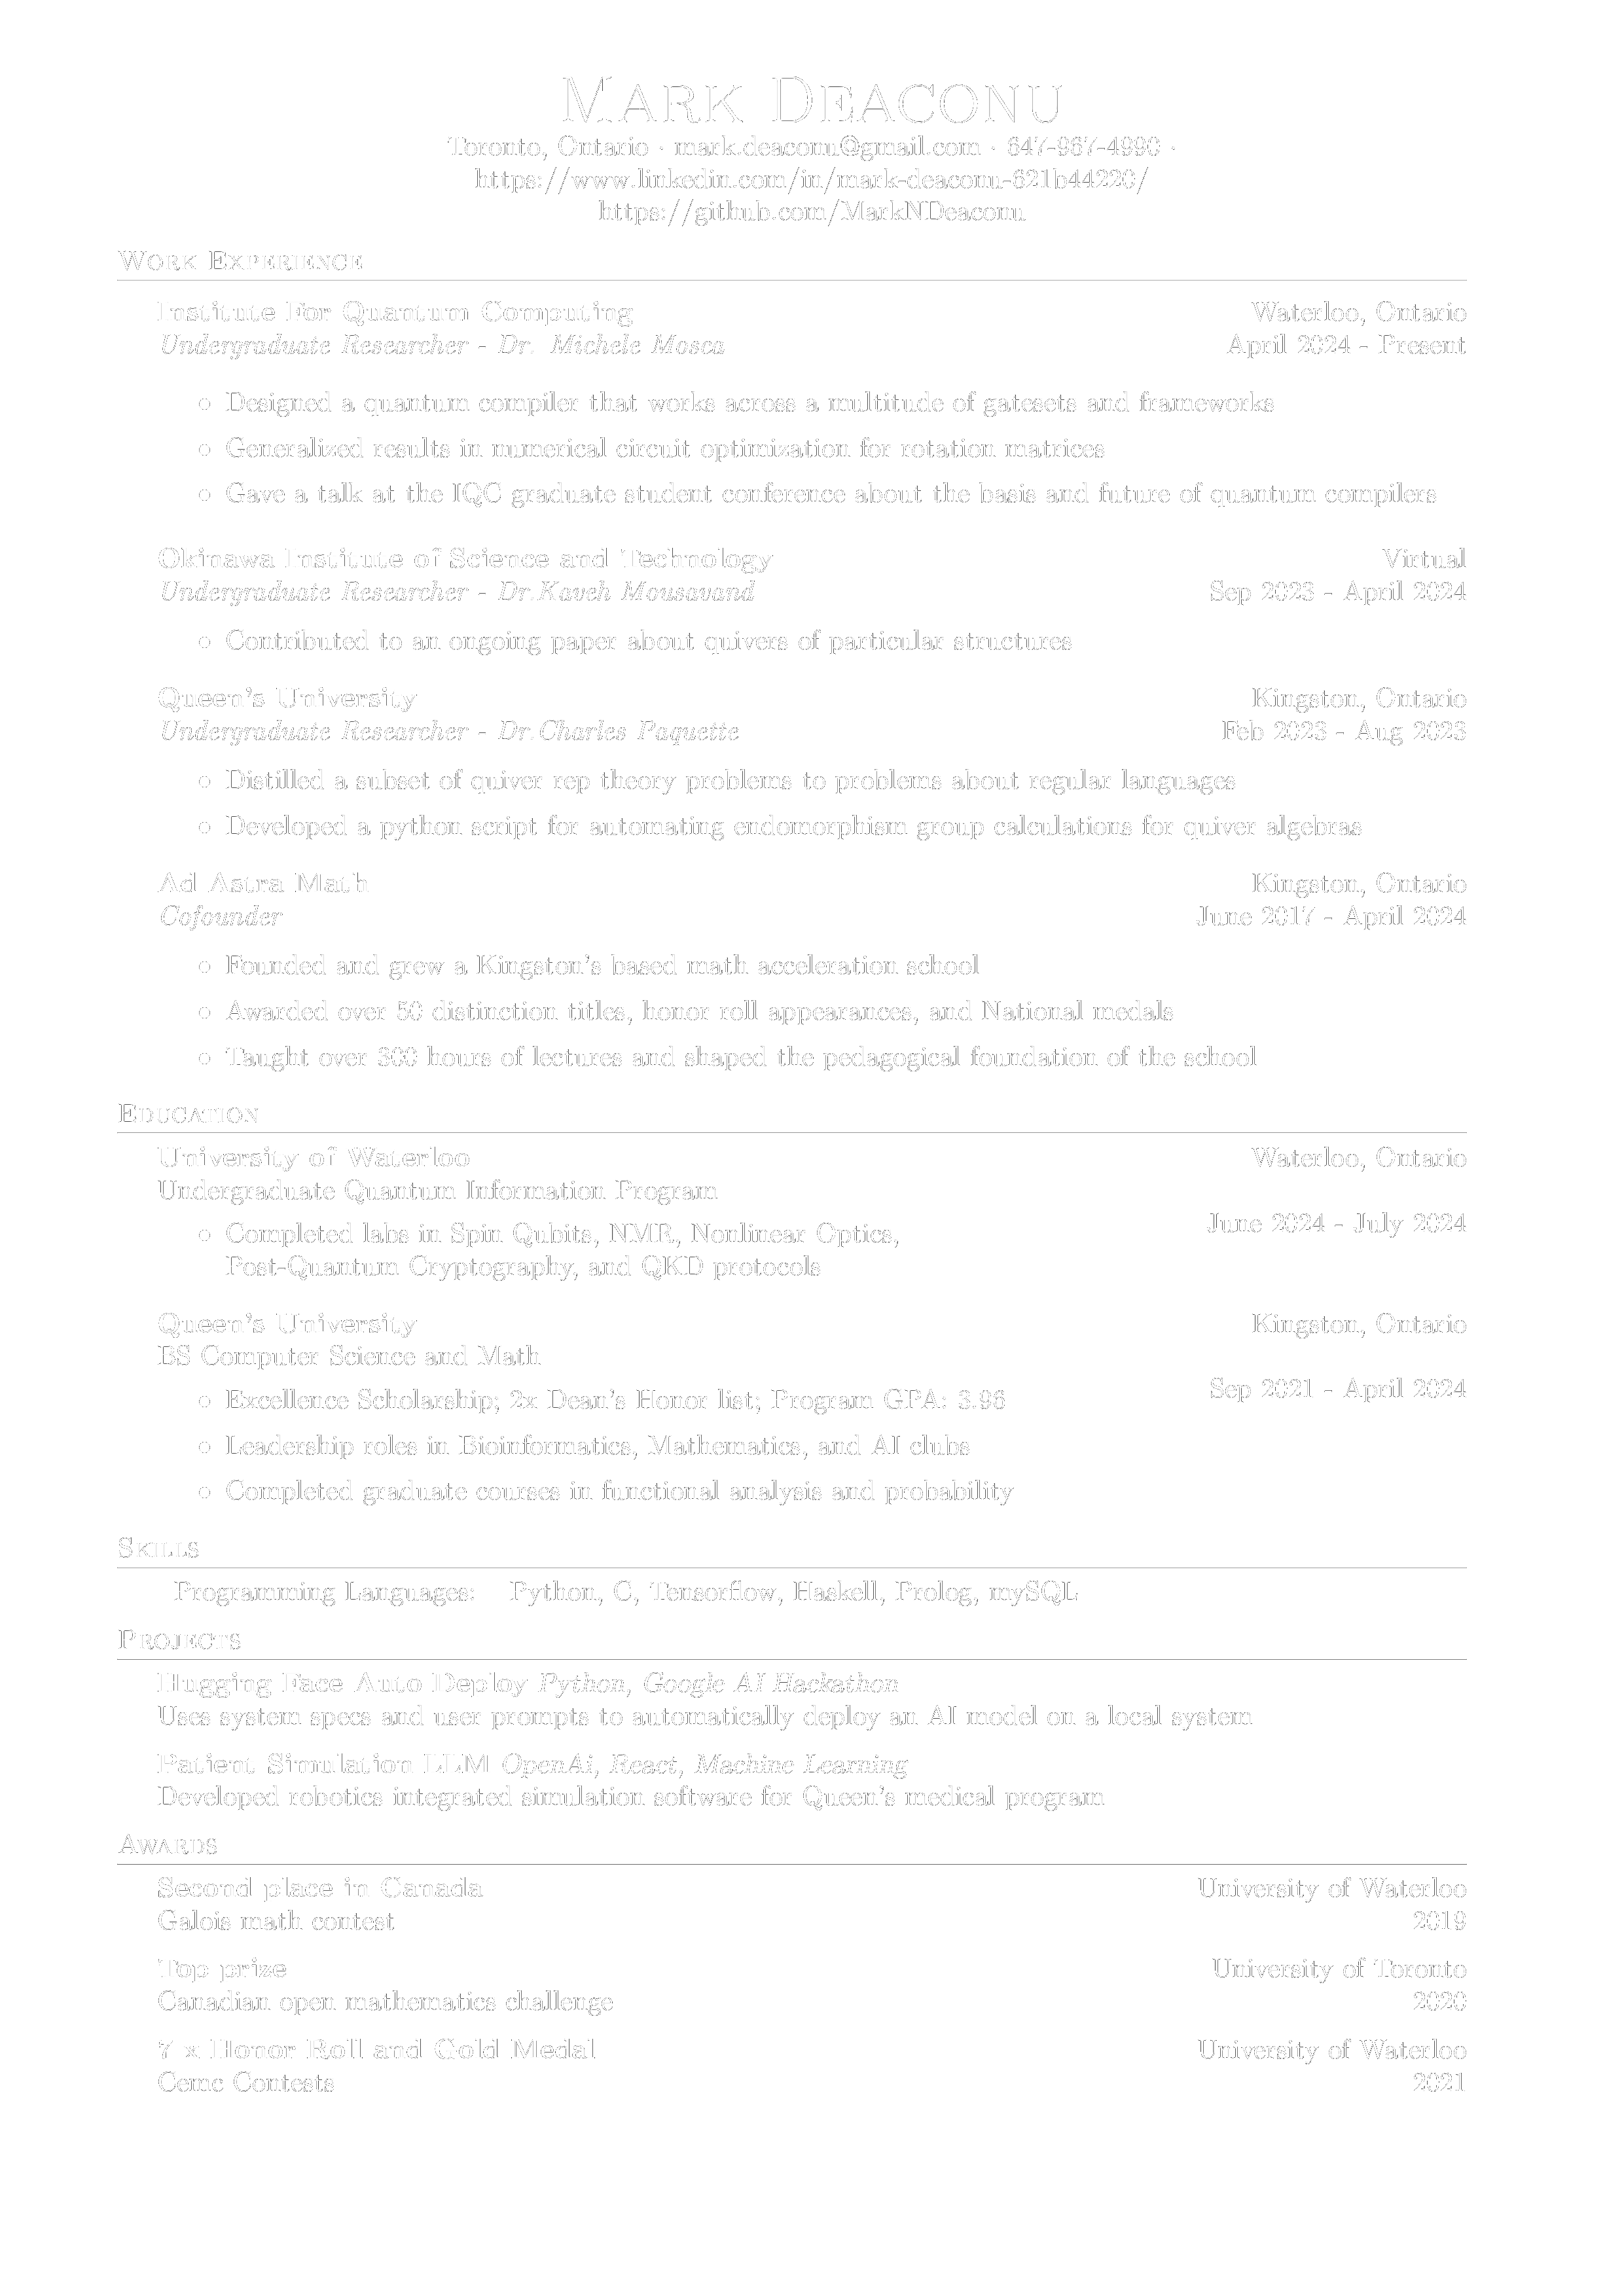 MARK DEACONU
Toronto, Ontario · mark.deaconu@gmail.com · 647-967-4990 ·
https://www.linkedin.com/in/mark-deaconu-621b44220/
https://github.com/MarkNDeaconu
WORK EXPERIENCE
Institute For Quantum Computing Waterloo, Ontario
Undergraduate Researcher - Dr. Michele Mosca April 2024 - Present
◦ Designed a quantum compiler that works across a multitude of gatesets and frameworks
◦ Generalized results in numerical circuit optimization for rotation matrices
◦ Gave a talk at the IQC graduate student conference about the basis and future of quantum compilers
Okinawa Institute of Science and Technology Virtual
Undergraduate Researcher - Dr.Kaveh Mousavand Sep 2023 - April 2024
◦ Contributed to an ongoing paper about quivers of particular structures
Queen's University Kingston, Ontario
Undergraduate Researcher - Dr.Charles Paquette Feb 2023 - Aug 2023
◦ Distilled a subset of quiver rep theory problems to problems about regular languages
◦ Developed a python script for automating endomorphism group calculations for quiver algebras
Ad Astra Math Kingston, Ontario
Cofounder June 2017 - April 2024
◦ Founded and grew a Kingston's based math acceleration school
◦ Awarded over 50 distinction titles, honor roll appearances, and National medals
◦ Taught over 300 hours of lectures and shaped the pedagogical foundation of the school
EDUCATION
University of Waterloo Waterloo, Ontario
Undergraduate Quantum Information Program
June 2024 - July 2024
◦ Completed labs in Spin Qubits, NMR, Nonlinear Optics,
Post-Quantum Cryptography, and QKD protocols
Queen's University Kingston, Ontario
BS Computer Science and Math
Sep 2021 - April 2024
◦ Excellence Scholarship; 2x Dean's Honor list; Program GPA: 3.96
◦ Leadership roles in Bioinformatics, Mathematics, and AI clubs
◦ Completed graduate courses in functional analysis and probability
SKILLS
Programming Languages: Python, C, Tensorflow, Haskell, Prolog, mySQL
PROJECTS
Hugging Face Auto Deploy Python, Google AI Hackathon
Uses system specs and user prompts to automatically deploy an AI model on a local system
Patient Simulation LLM OpenAi, React, Machine Learning
Developed robotics integrated simulation software for Queen's medical program
AWARDS
Second place in Canada University of Waterloo
Galois math contest 2019
Top prize University of Toronto
Canadian open mathematics challenge 2020
7 x Honor Roll and Gold Medal University of Waterloo
Cemc Contests 2021